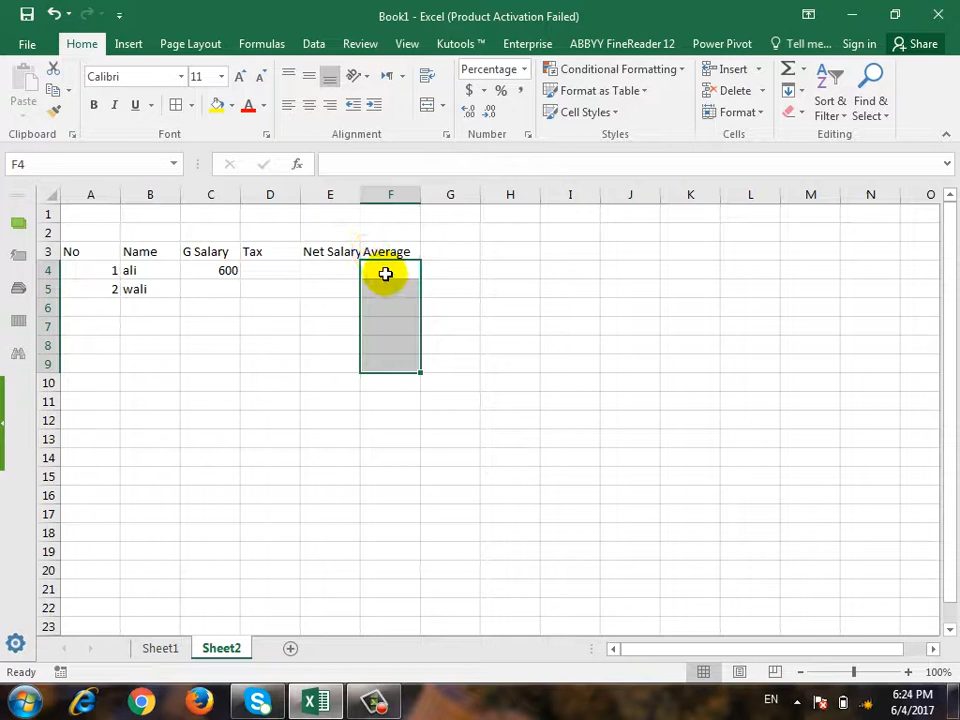 Book1 - Excel (Product Activation Failed)
File Home Insert Page Layout Formulas Data Review View Kutools ™ Enterprise ABBYY FineReader 12 Power Pivot Tell me... Sign in Share
Paste
Calibri 11
B I U
Percentage
$ % ,
Conditional Formatting
Format as Table
Cell Styles
Insert
Delete
Format
Sort & Filter
Find & Select
Clipboard Font Alignment Number Styles Cells Editing
F4 fx
A B C D E F G H I J K L M N O
1
2
3 No Name G Salary Tax Net Salary Average
4 1 ali 600
5 2 wali
6
7
8
9
10
11
12
13
14
15
16
17
18
19
20
21
22
23
Sheet1 Sheet2
Ready 100%
EN 6:24 PM
6/4/2017